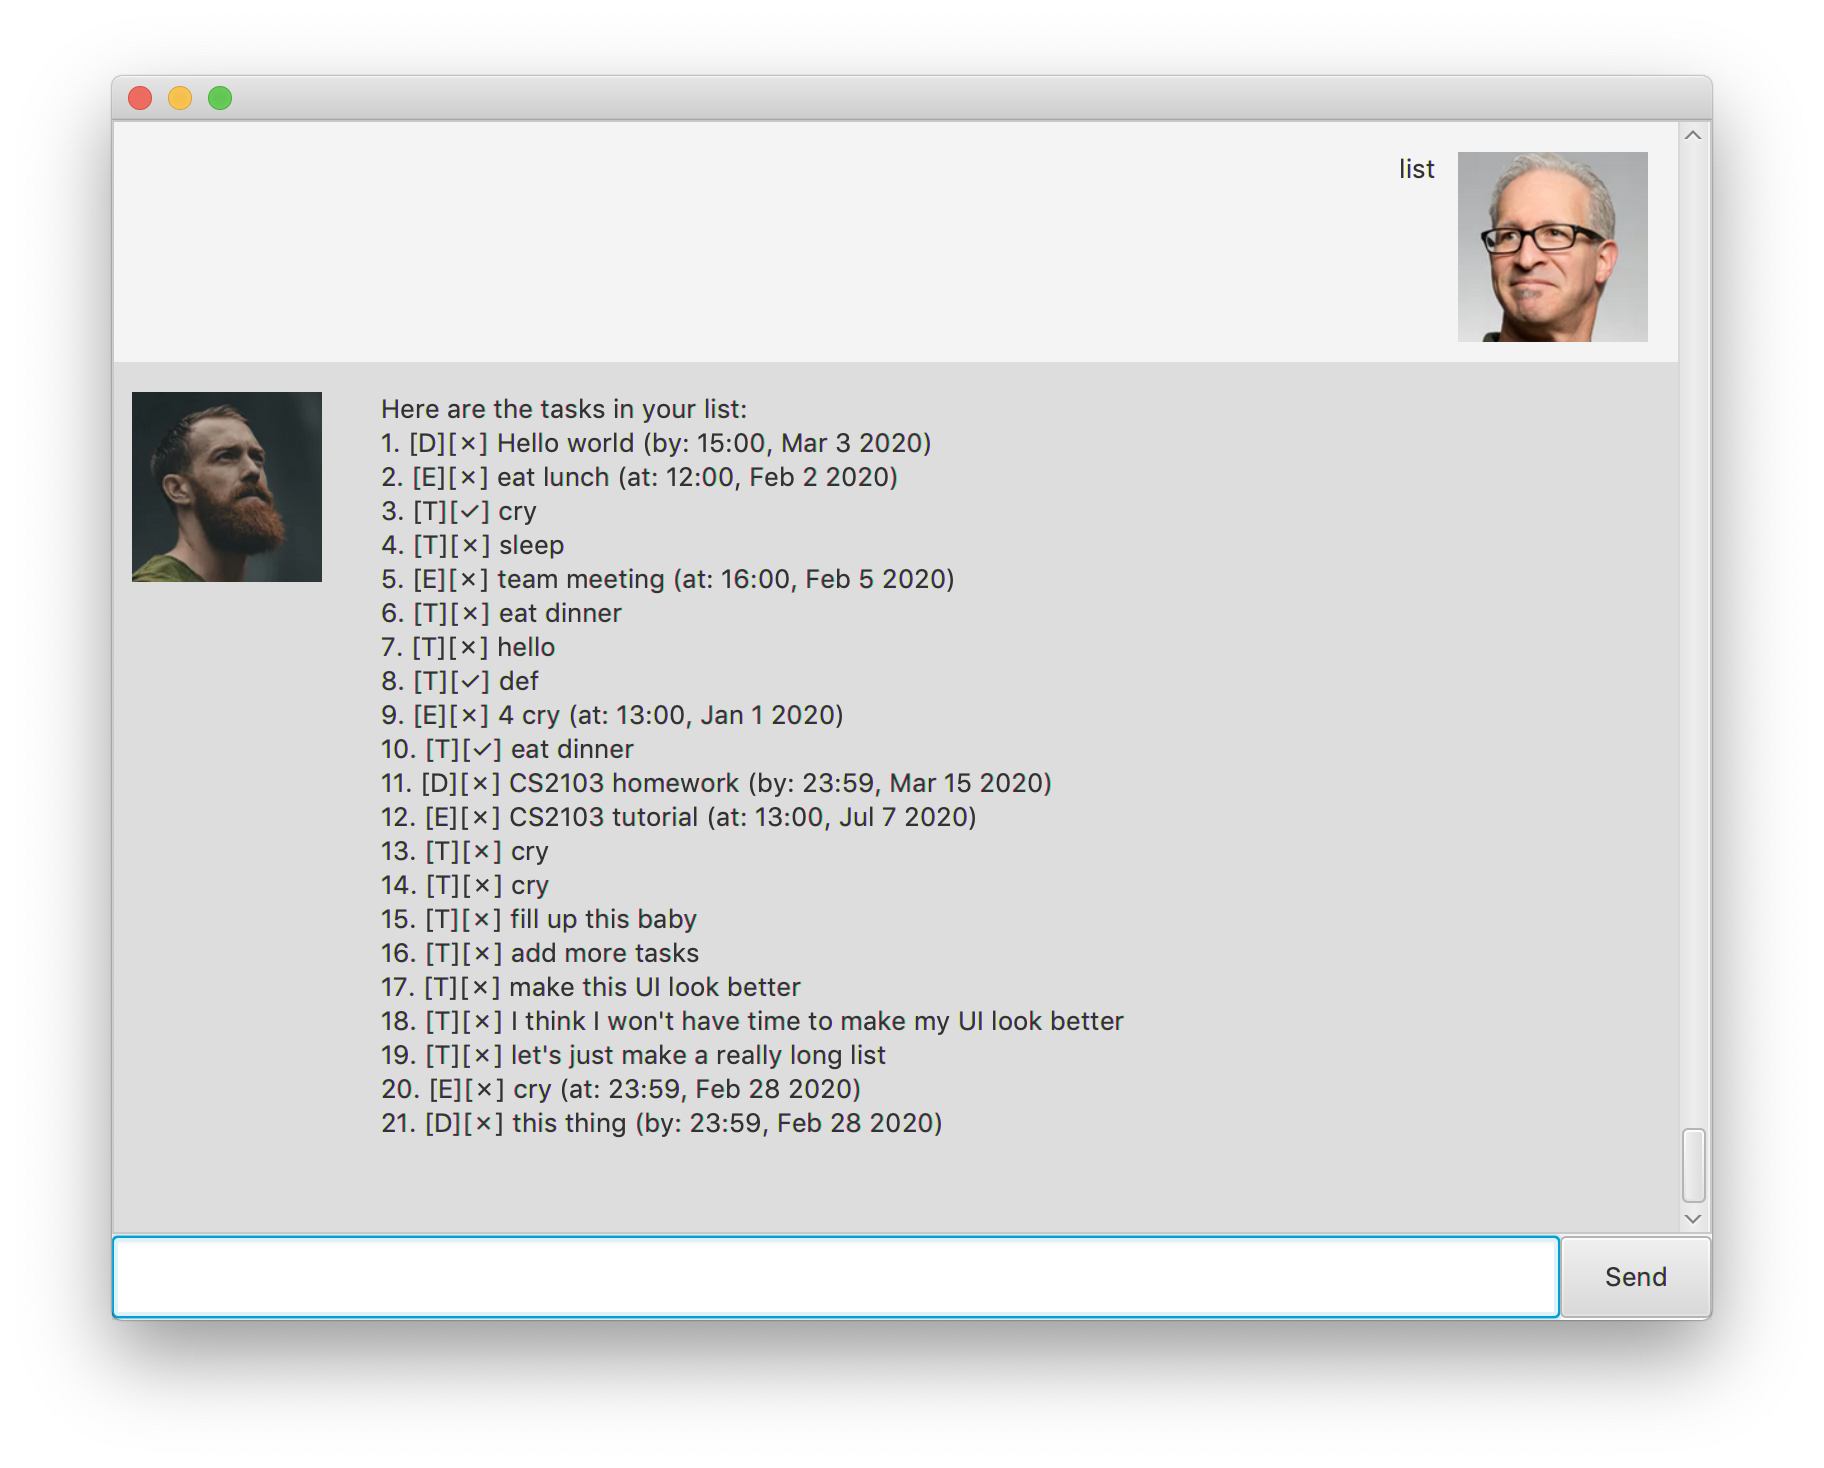 list
Here are the tasks in your list:
1. [D][×] Hello world (by: 15:00, Mar 3 2020)
2. [E][×] eat lunch (at: 12:00, Feb 2 2020)
3. [T][✓] cry
4. [T][×] sleep
5. [E][×] team meeting (at: 16:00, Feb 5 2020)
6. [T][×] eat dinner
7. [T][×] hello
8. [T][✓] def
9. [E][×] 4 cry (at: 13:00, Jan 1 2020)
10. [T][✓] eat dinner
11. [D][×] CS2103 homework (by: 23:59, Mar 15 2020)
12. [E][×] CS2103 tutorial (at: 13:00, Jul 7 2020)
13. [T][×] cry
14. [T][×] cry
15. [T][×] fill up this baby
16. [T][×] add more tasks
17. [T][×] make this UI look better
18. [T][×] I think I won't have time to make my UI look better
19. [T][×] let's just make a really long list
20. [E][×] cry (at: 23:59, Feb 28 2020)
21. [D][×] this thing (by: 23:59, Feb 28 2020)
Send